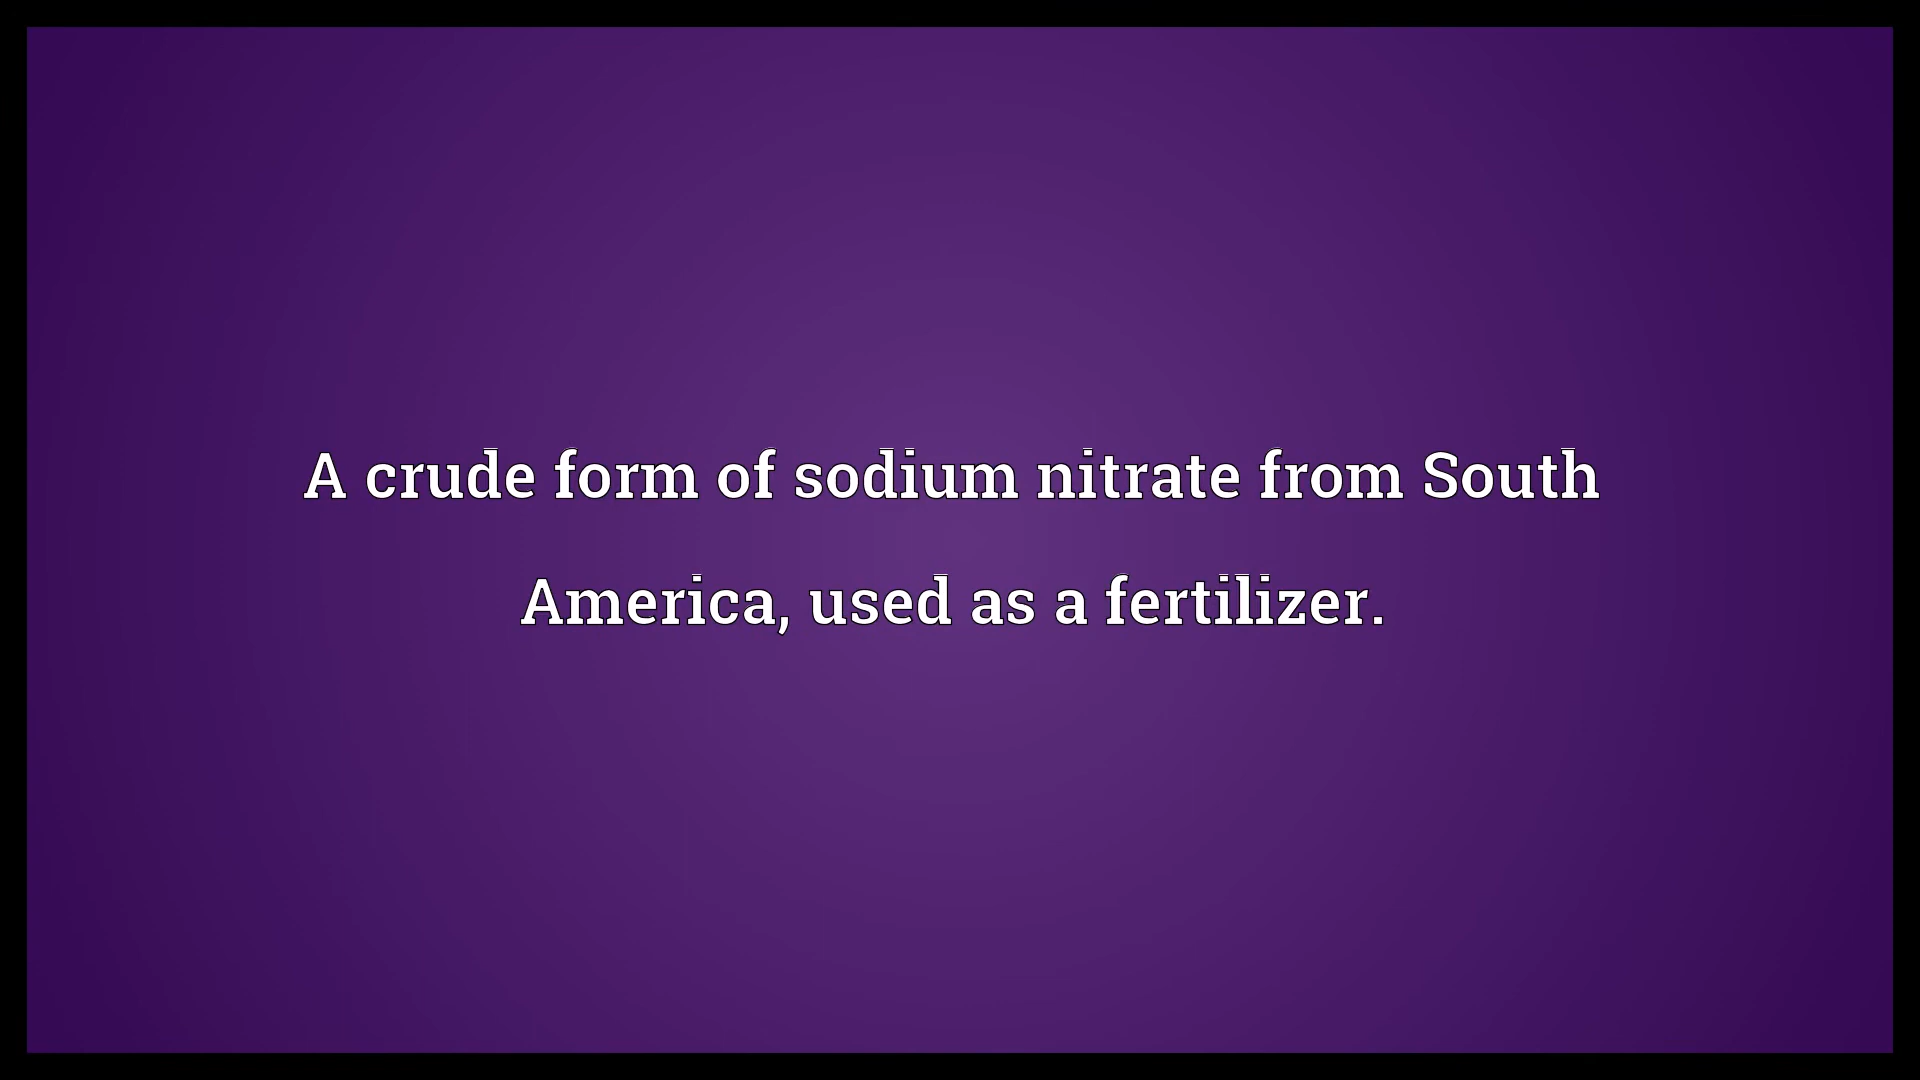 A crude form of sodium nitrate from South
America, used as a fertilizer.